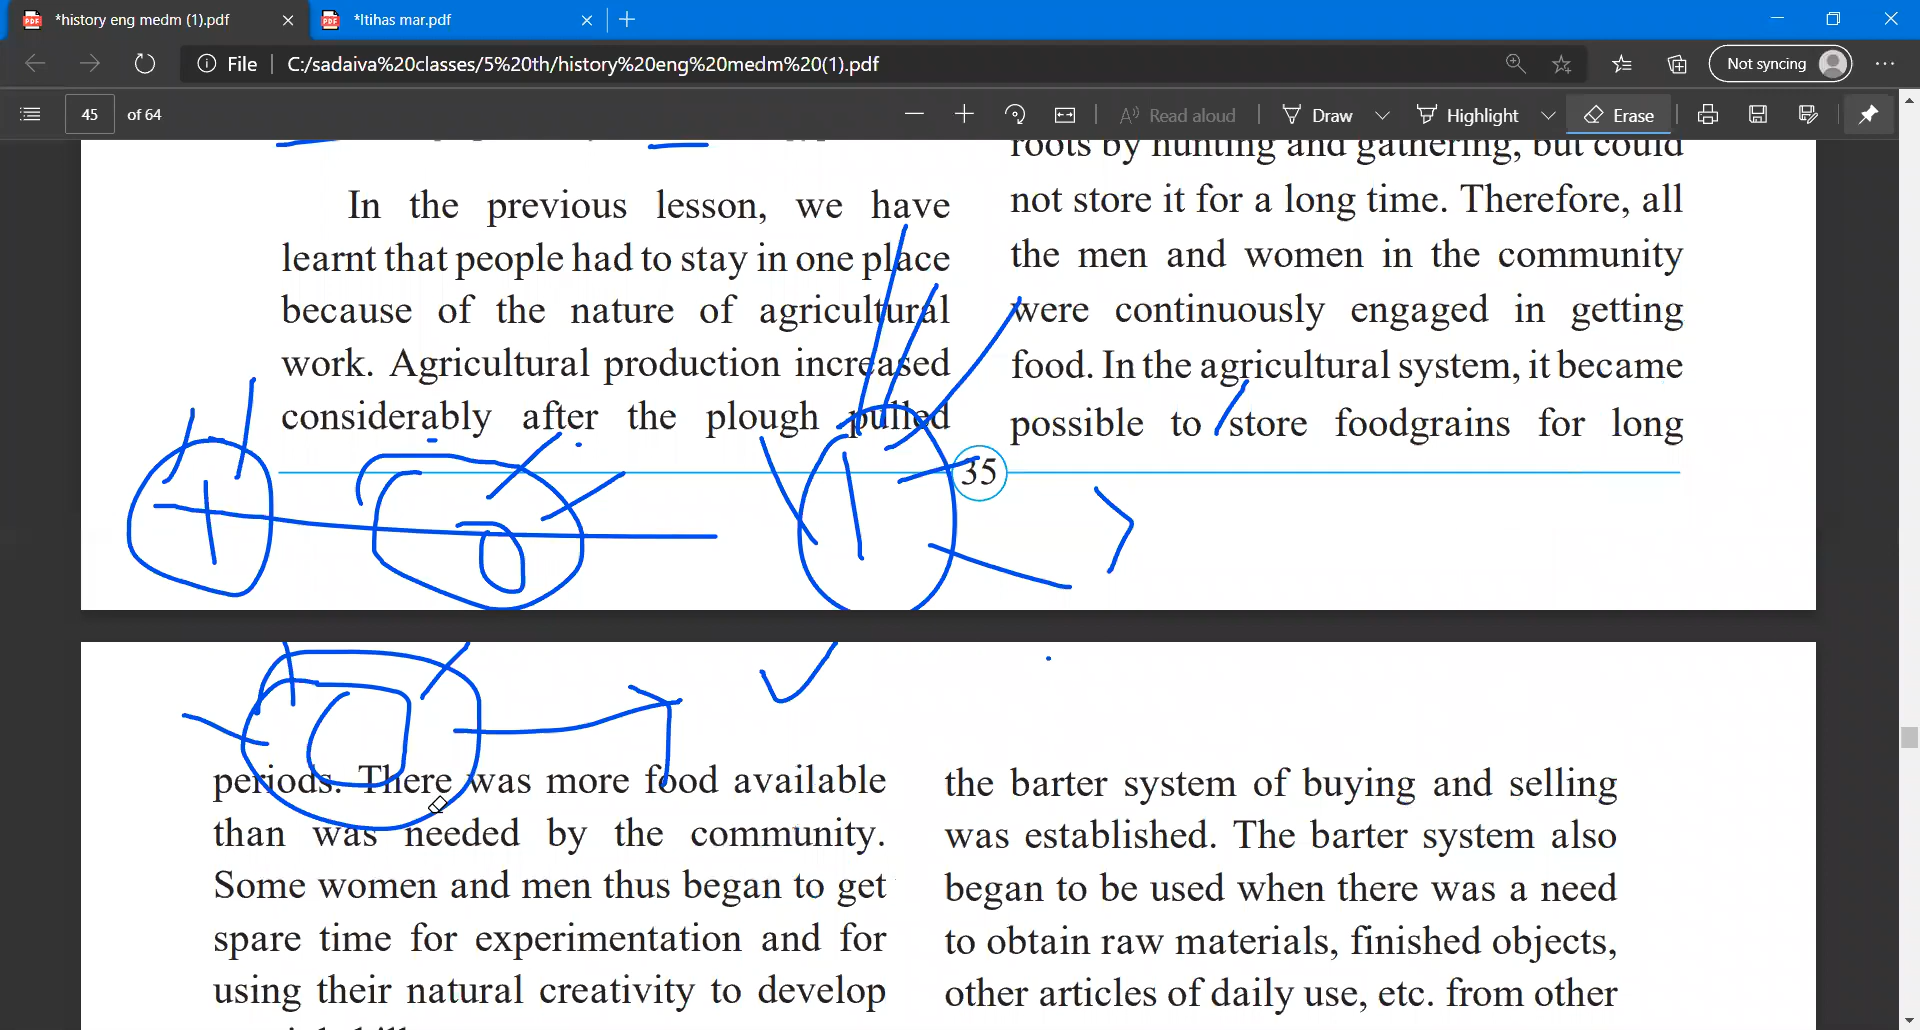 *history eng medm (1).pdf
*Itihas mar.pdf
File
C:/sadaiva%20classes/5%20th/history%20eng%20medm%20(1).pdf
Not syncing
45
of 64
Read aloud
Draw
Highlight
Erase
In the previous lesson, we have
learnt that people had to stay in one place
because of the nature of agricultural
work. Agricultural production increased
considerably after the plough pulled
roots by hunting and gathering, but could
not store it for a long time. Therefore, all
the men and women in the community
were continuously engaged in getting
food. In the agricultural system, it became
possible to store foodgrains for long
35
periods. There was more food available
than was needed by the community.
Some women and men thus began to get
spare time for experimentation and for
using their natural creativity to develop
the barter system of buying and selling
was established. The barter system also
began to be used when there was a need
to obtain raw materials, finished objects,
other articles of daily use, etc. from other